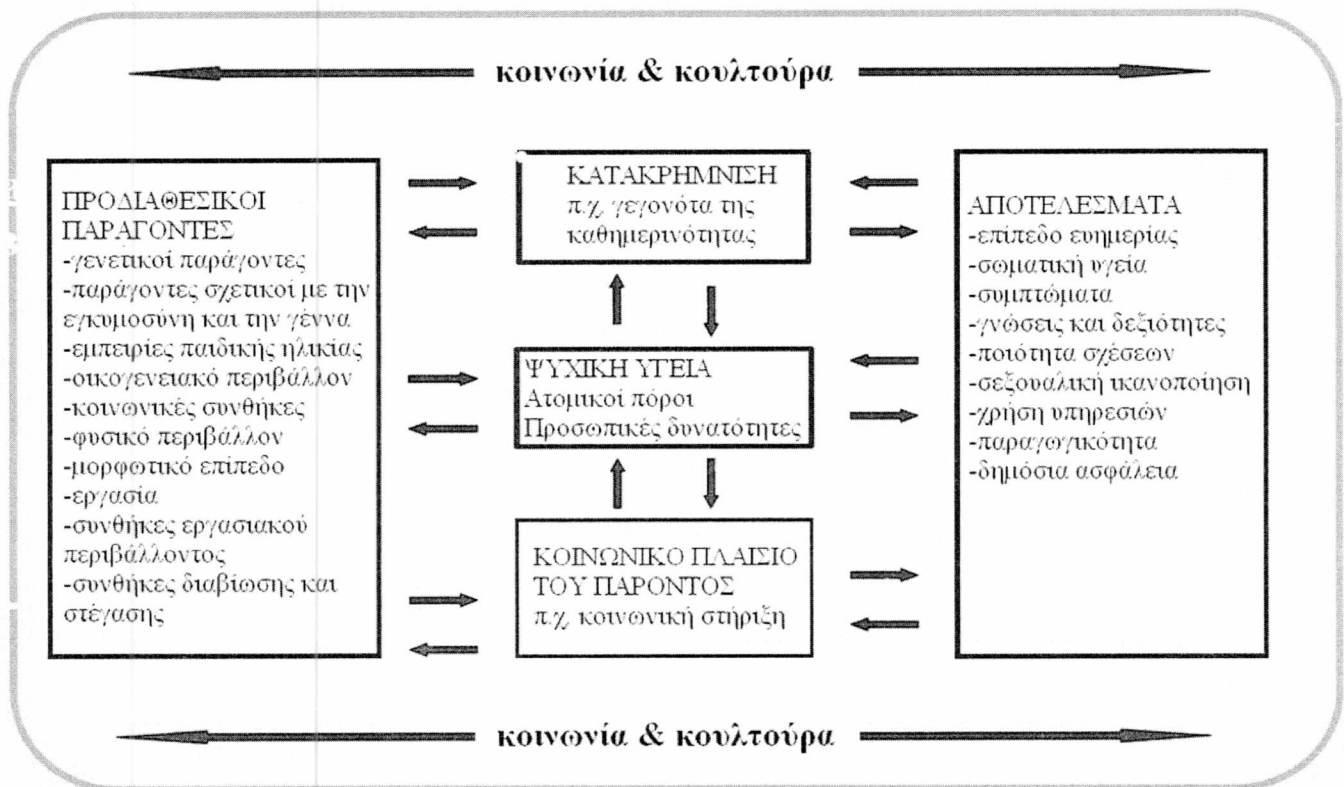 κοινωνία & κουλτούρα
ΠΡΟΔΙΑΘΕΣΙΚΟΙ
ΠΑΡΑΓΟΝΤΕΣ
-γενετικοί παράγοντες
-παράγοντες σχετικοί με την
εγκυμοσύνη και την γέννα
-εμπειρίες παιδικής ηλικίας
-οικογενειακό περιβάλλον
-κοινωνικές συνθήκες
-φυσικό περιβάλλον
-μορφωτικό επίπεδο
-εργασία
-συνθήκες εργασιακού
περιβάλλοντος
-συνθήκες διαβίωσης και
στέγασης
ΚΑΤΑΚΡΗΜΝΙΣΗ
π.χ. γεγονότα της
καθημερινότητας
ΨΥΧΙΚΗ ΥΓΕΙΑ
Ατομικοί πόροι
Προσωπικές δυνατότητες
ΚΟΙΝΩΝΙΚΟ ΠΛΑΙΣΙΟ
ΤΟΥ ΠΑΡΟΝΤΟΣ
π.χ. κοινωνική στήριξη
ΑΠΟΤΕΛΕΣΜΑΤΑ
-επίπεδο ευημερίας
-σωματική υγεία
-συμπτώματα
-γνώσεις και δεξιότητες
-ποιότητα σχέσεων
-σεξουαλική ικανοποίηση
-χρήση υπηρεσιών
-παραγωγικότητα
-δημόσια ασφάλεια
κοινωνία & κουλτούρα